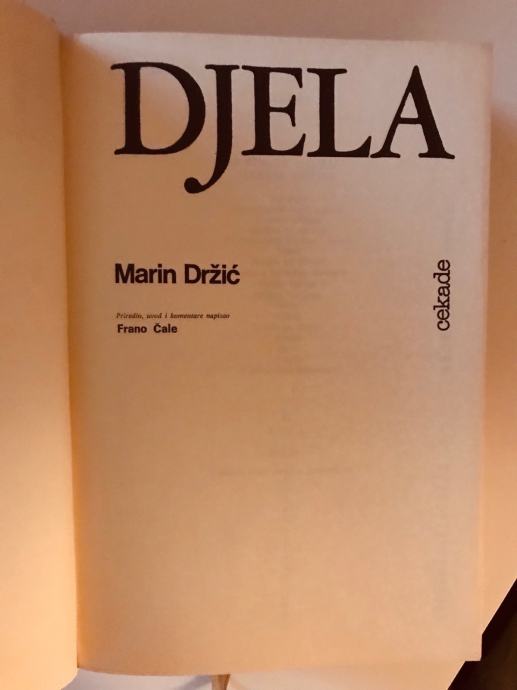 DJELA
Marin Držić
cekade
Priredio, uvod i komentare napisao
Frano Čale